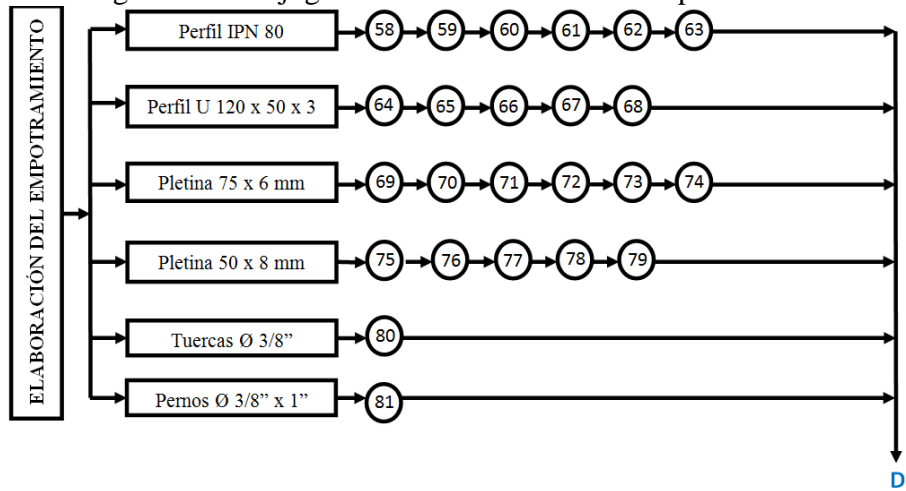 ELABORACIÓN DEL EMPOTRAMIENTO
Perfil IPN 80 58 59 60 61 62 63
Perfil U 120 x 50 x 3 64 65 66 67 68
Pletina 75 x 6 mm 69 70 71 72 73 74
Pletina 50 x 8 mm 75 76 77 78 79
Tuercas Ø 3/8” 80
Pernos Ø 3/8” x 1” 81
D